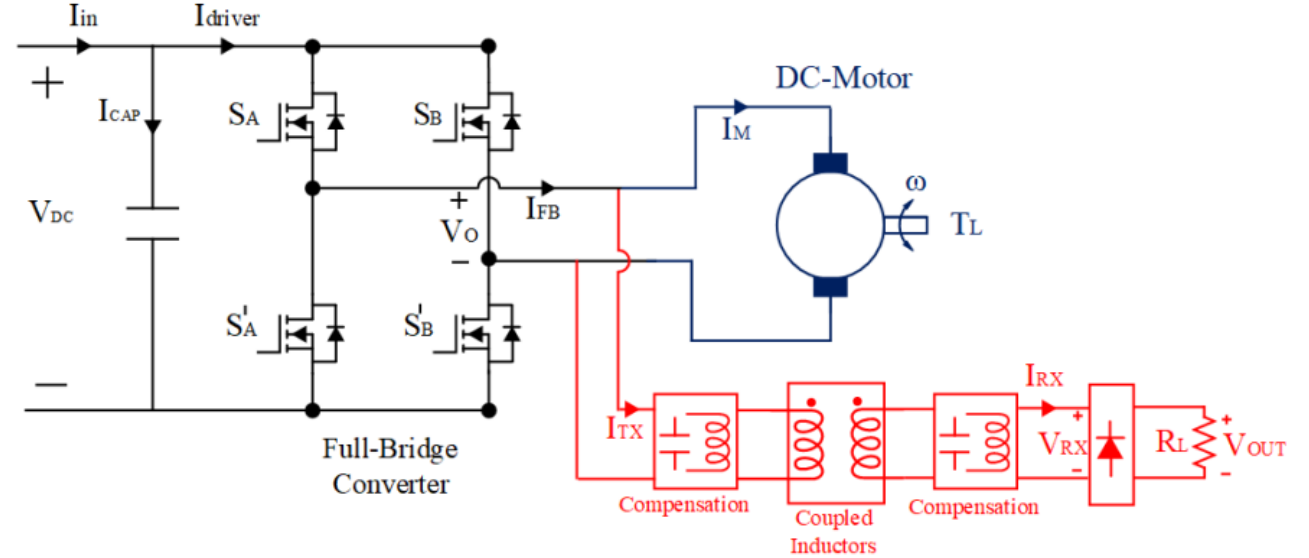 Iin
Idriver
+
ICAP
VDC
SA
SB
+
VO
−
IFB
S'A
S'B
−
Full-Bridge
Converter
DC-Motor
IM
ω
TL
ITX
Compensation
Coupled
Inductors
Compensation
IRX
+
VRX
-
RL
+
VOUT
-